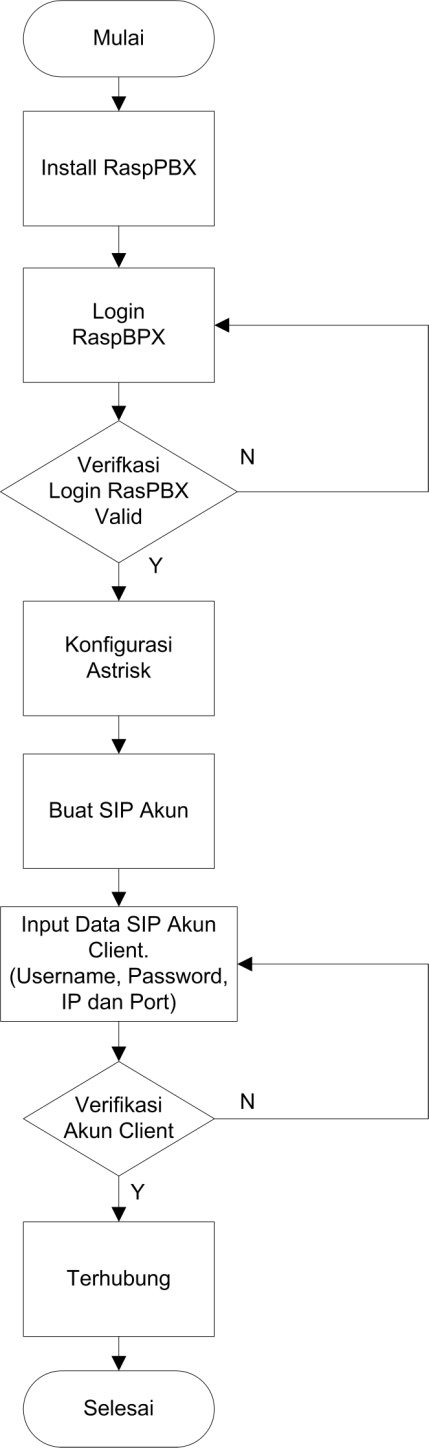 Mulai
Install RaspPBX
Login
RaspBPX
Verifkasi
Login RasPBX
Valid
N
Y
Konfigurasi
Astrisk
Buat SIP Akun
Input Data SIP Akun
Client.
(Username, Password,
IP dan Port)
Verifikasi
Akun Client
N
Y
Terhubung
Selesai